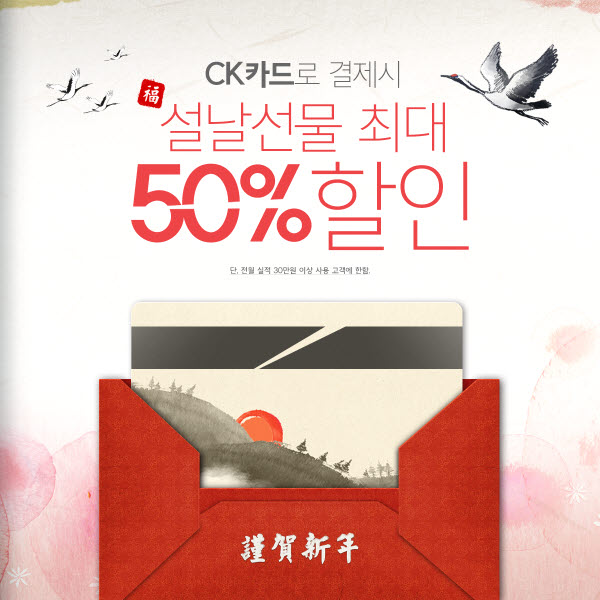 CK카드로 결제시
福
설날선물 최대
50% 할인
단, 전월 실적 30만원 이상 사용 고객에 한함.
謹賀新年